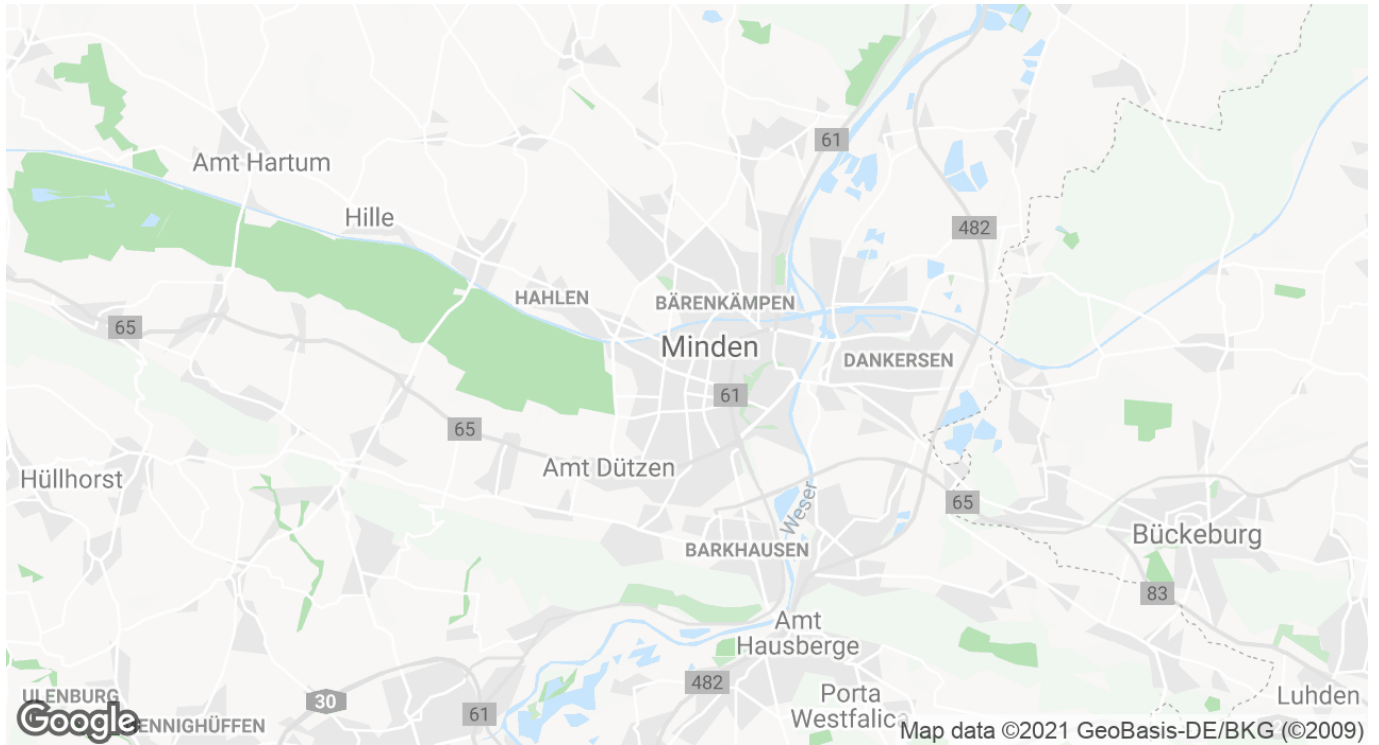 61
Amt Hartum
Hille
482
HAHLEN
BÄRENKÄMPEN
65
Minden
DANKERSEN
61
65
Amt Dützen
Hüllhorst
Weser
65
Bückeburg
BARKHAUSEN
83
Amt
Hausberge
482
Porta
Westfalica
ULENBURG
30
61
Luhden
Google
ENNIGHÜFFEN
Map data ©2021 GeoBasis-DE/BKG (©2009)